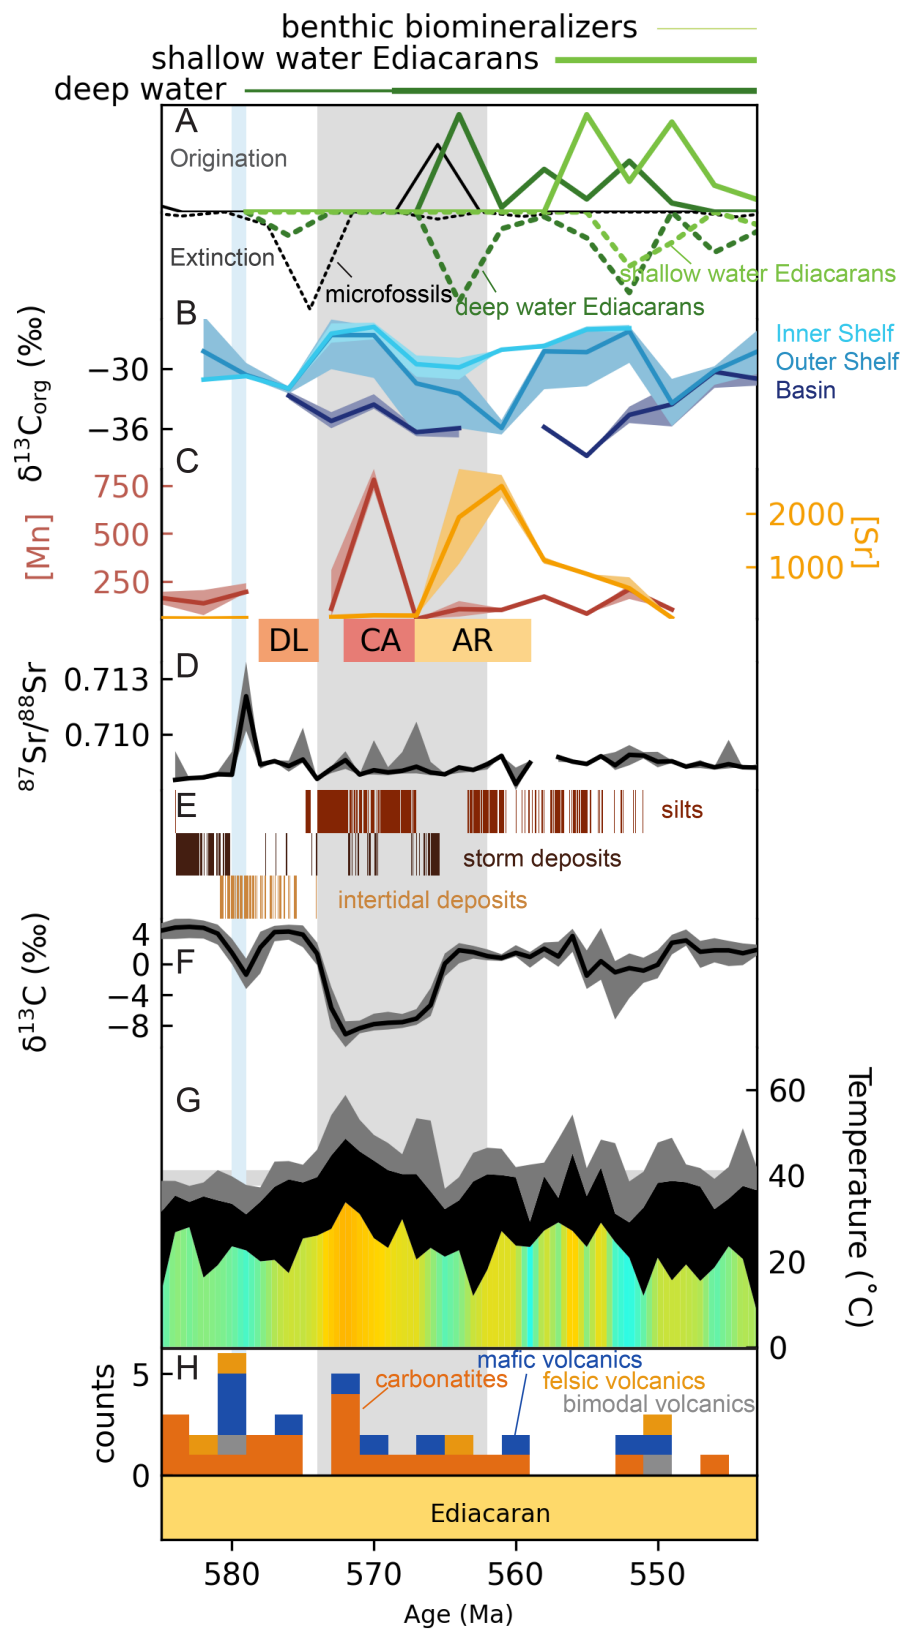 benthic biomineralizers
shallow water Ediacarans
deep water
A
Origination
Extinction
shallow water Ediacarans
microfossils
deep water Ediacarans
B
δ¹³Corg (‰)
−30
−36
Inner Shelf
Outer Shelf
Basin
C
[Mn]
750
500
250
2000
1000
[Sr]
DL
CA
AR
D
⁸⁷Sr/⁸⁸Sr
0.713
0.710
E
silts
storm deposits
intertidal deposits
F
δ¹³C (‰)
4
0
−4
−8
G
60
40
20
0
Temperature (˚C)
H
counts
5
0
mafic volcanics
carbonatites
felsic volcanics
bimodal volcanics
Ediacaran
580
570
560
550
Age (Ma)